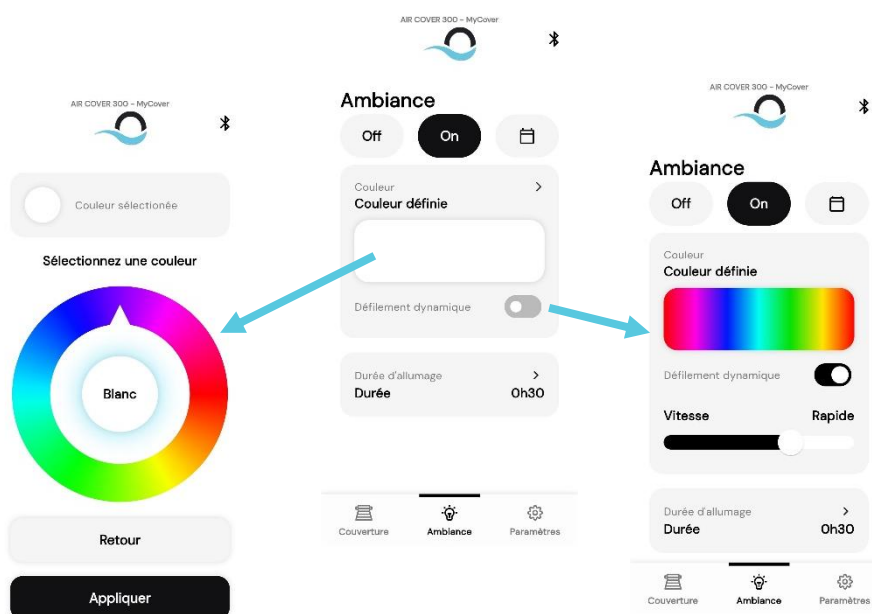 AIR COVER 300 - MyCover
Couleur sélectionée
Sélectionnez une couleur
Blanc
Retour
Appliquer
AIR COVER 300 - MyCover
Ambiance
Off On
Couleur >
Couleur définie
Défilement dynamique
Durée d'allumage >
Durée 0h30
Couverture Ambiance Paramètres
AIR COVER 300 - MyCover
Ambiance
Off On
Couleur
Couleur définie
Défilement dynamique
Vitesse Rapide
Durée d'allumage >
Durée 0h30
Couverture Ambiance Paramètres